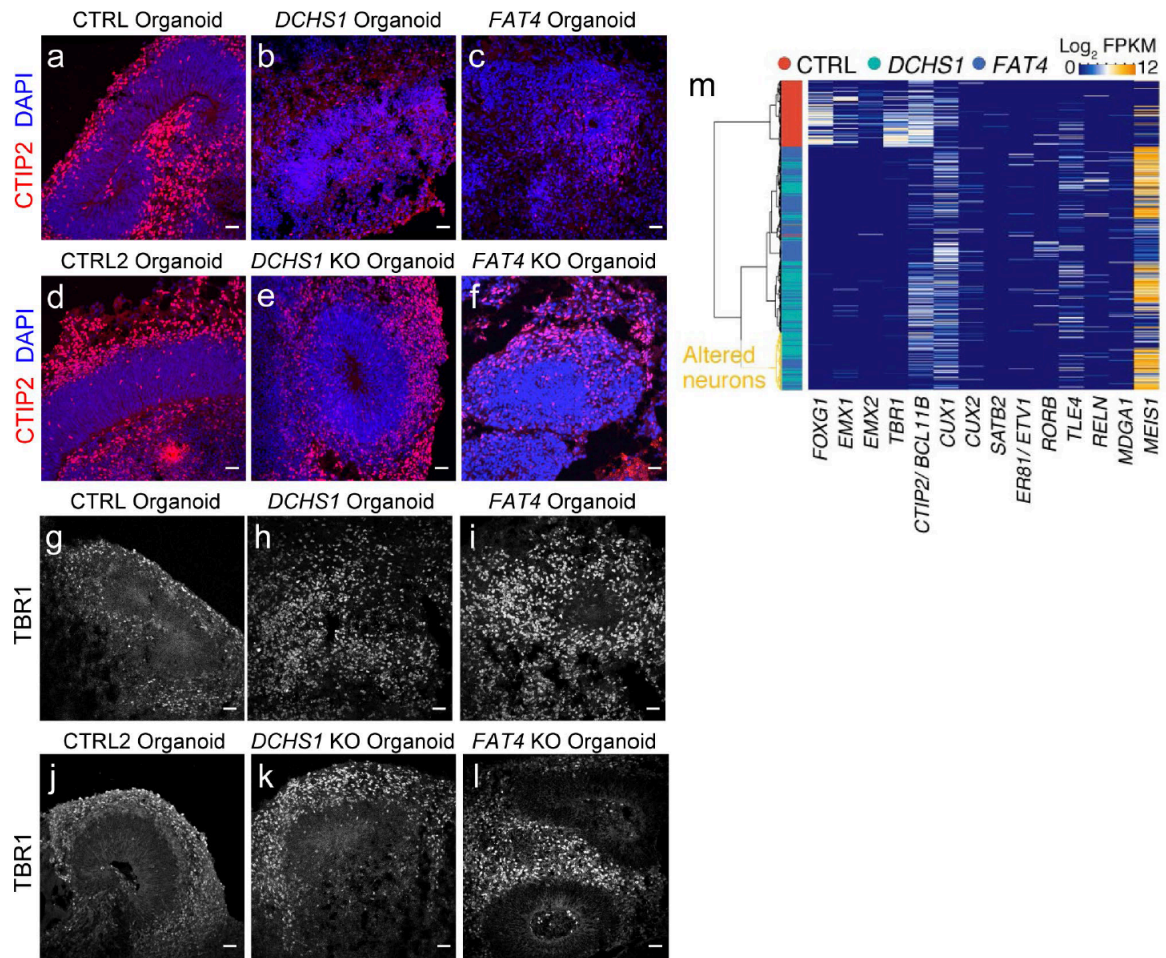 CTRL Organoid DCHS1 Organoid FAT4 Organoid
a b c
CTIP2 DAPI
CTRL2 Organoid DCHS1 KO Organoid FAT4 KO Organoid
d e f
CTIP2 DAPI
CTRL Organoid DCHS1 Organoid FAT4 Organoid
g h i
TBR1
CTRL2 Organoid DCHS1 KO Organoid FAT4 KO Organoid
j k l
TBR1
Log2 FPKM
CTRL DCHS1 FAT4 0 12
m
Altered
neurons
FOXG1
EMX1
EMX2
TBR1
CTIP2/ BCL11B
CUX1
CUX2
SATB2
ER81/ ETV1
RORB
TLE4
RELN
MDGA1
MEIS1